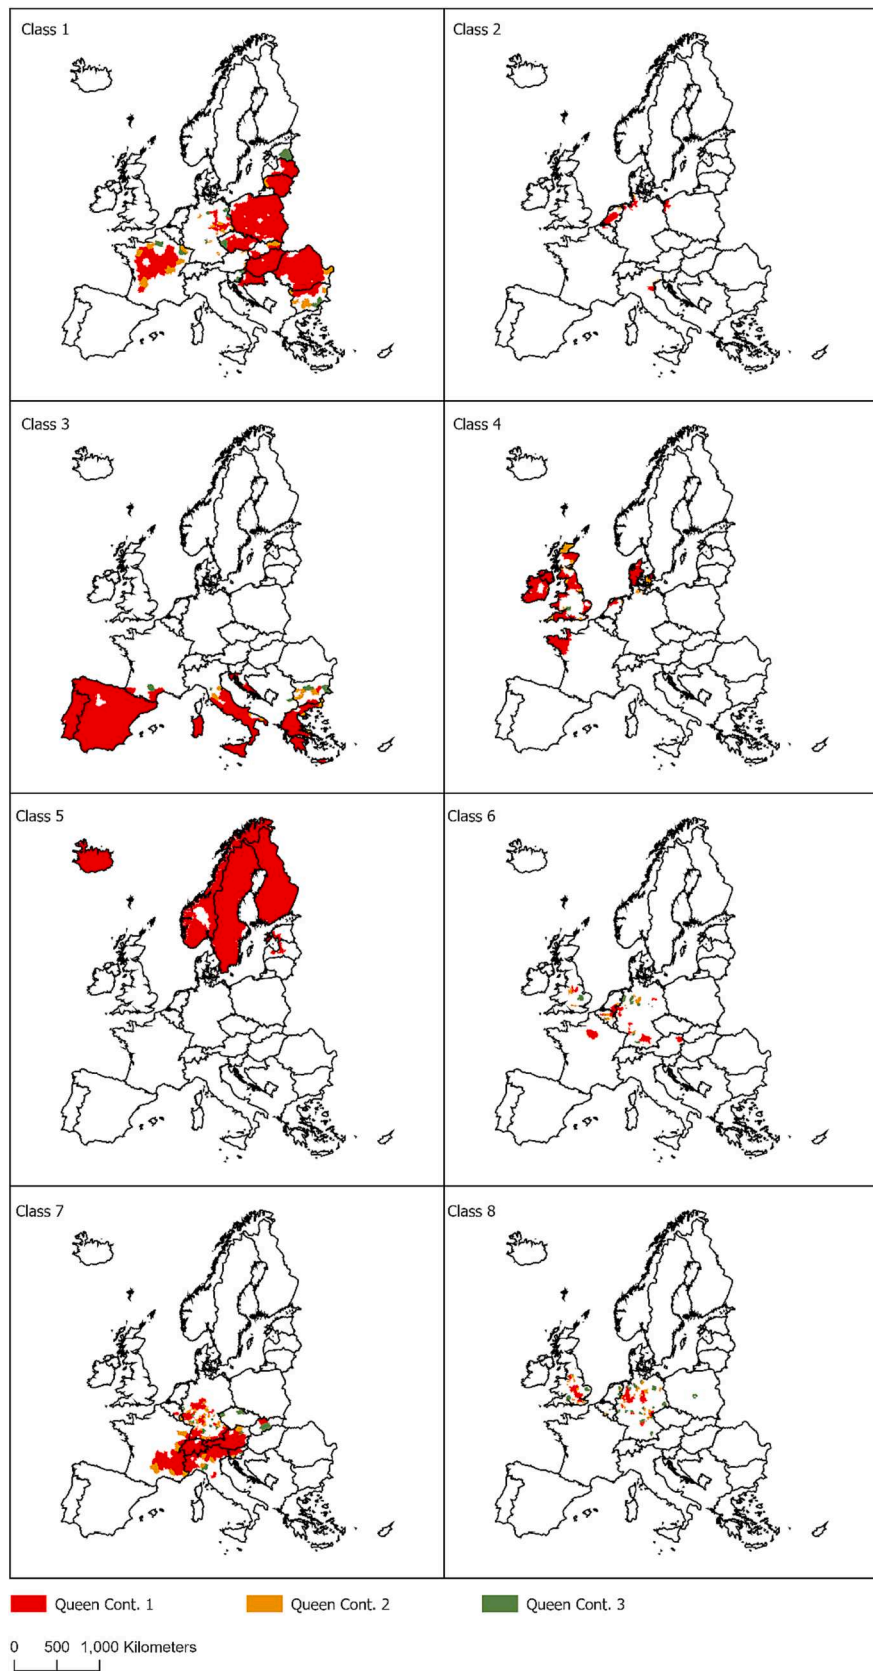 Class 1
Class 2
Class 3
Class 4
Class 5
Class 6
Class 7
Class 8
Queen Cont. 1
Queen Cont. 2
Queen Cont. 3
0 500 1,000 Kilometers